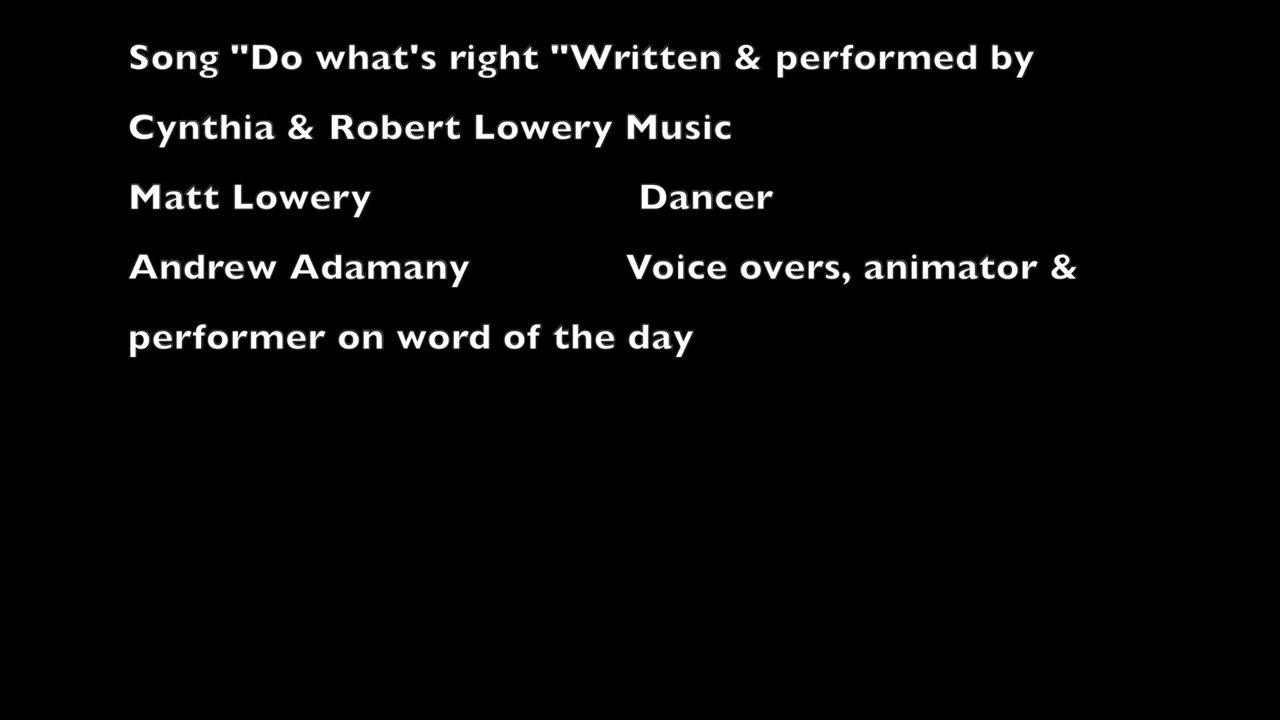 Song "Do what's right "Written & performed by
Cynthia & Robert Lowery Music
Matt Lowery Dancer
Andrew Adamany Voice overs, animator &
performer on word of the day